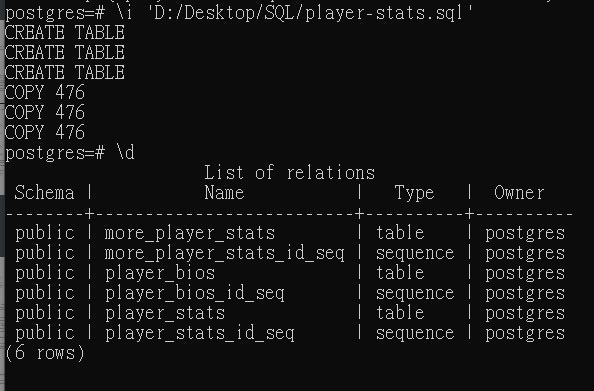 postgres=# \i 'D:/Desktop/SQL/player-stats.sql'
CREATE TABLE
CREATE TABLE
CREATE TABLE
COPY 476
COPY 476
COPY 476
postgres=# \d
                    List of relations
 Schema |           Name           |   Type   |  Owner
--------+--------------------------+----------+----------
 public | more_player_stats        | table    | postgres
 public | more_player_stats_id_seq | sequence | postgres
 public | player_bios              | table    | postgres
 public | player_bios_id_seq       | sequence | postgres
 public | player_stats             | table    | postgres
 public | player_stats_id_seq      | sequence | postgres
(6 rows)